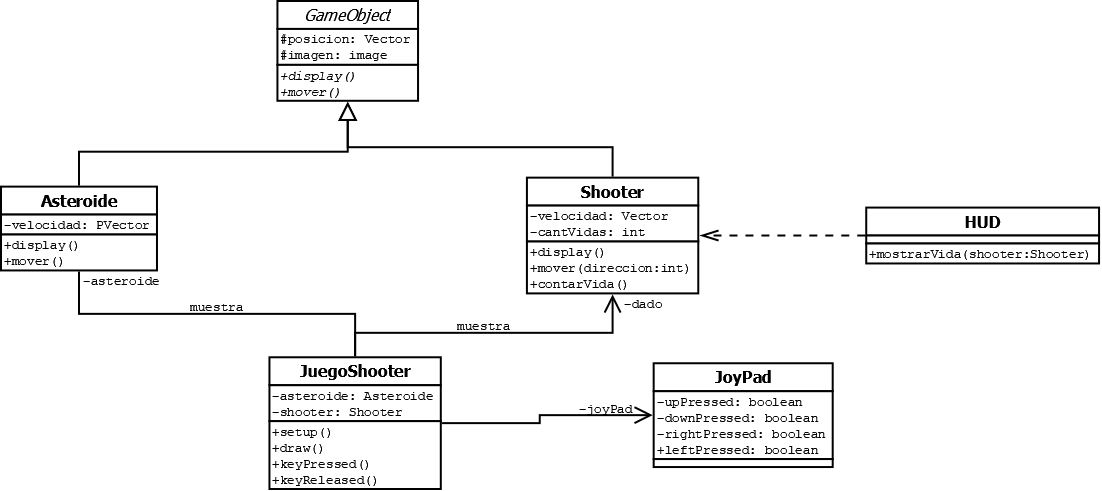 GameObject
#posicion: Vector
#imagen: image
+display()
+mover()
Asteroide
-velocidad: PVector
+display()
+mover()
Shooter
-velocidad: Vector
-cantVidas: int
+display()
+mover(direccion:int)
+contarVida()
HUD
+mostrarVida(shooter:Shooter)
-asteroide
muestra
-dado
muestra
JuegoShooter
-asteroide: Asteroide
-shooter: Shooter
+setup()
+draw()
+keyPressed()
+keyReleased()
-joyPad
JoyPad
-upPressed: boolean
-downPressed: boolean
-rightPressed: boolean
+leftPressed: boolean